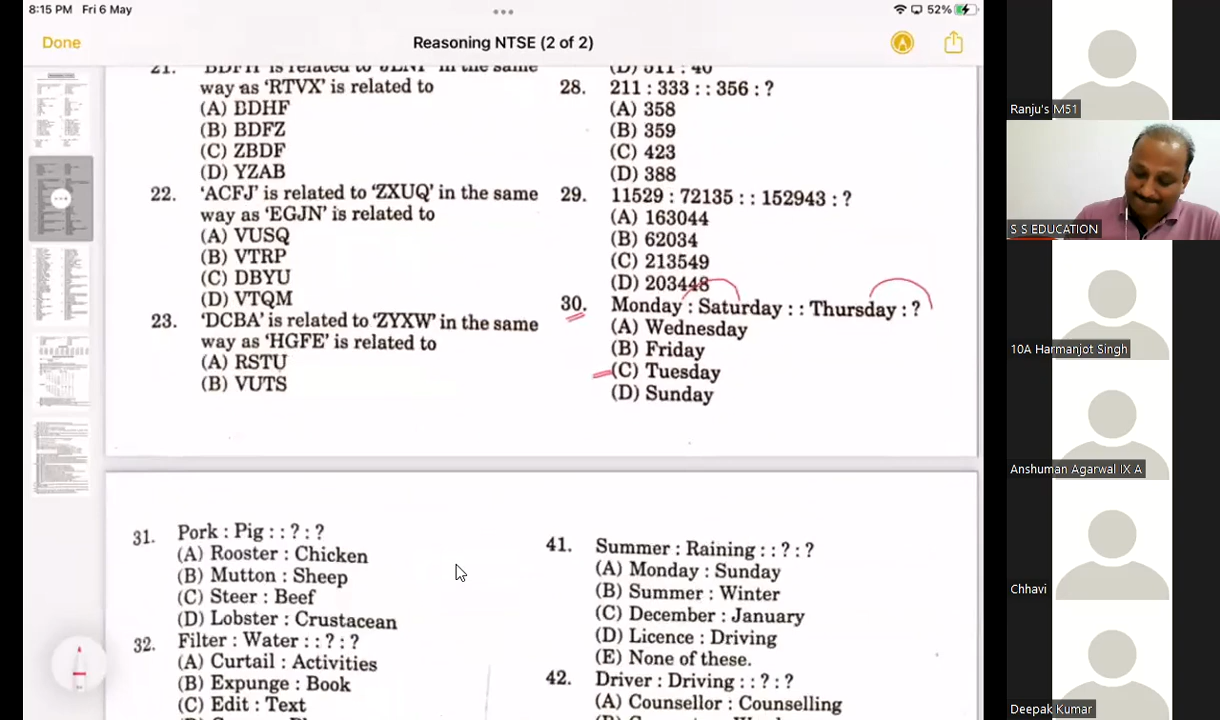 8:15 PM Fri 6 May
52%
Done
Reasoning NTSE (2 of 2)
21. 'BDFH' is related to in the same
way as 'RTVX' is related to
(A) BDHF
(B) BDFZ
(C) ZBDF
(D) YZAB
22. 'ACFJ' is related to 'ZXUQ' in the same
way as 'EGJN' is related to
(A) VUSQ
(B) VTRP
(C) DBYU
(D) VTQM
23. 'DCBA' is related to 'ZYXW' in the same
way as 'HGFE' is related to
(A) RSTU
(B) VUTS
(D) 511 : 40
28. 211 : 333 : : 356 : ?
(A) 358
(B) 359
(C) 423
(D) 388
29. 11529 : 72135 : : 152943 : ?
(A) 163044
(B) 62034
(C) 213549
(D) 203448
30. Monday : Saturday : : Thursday : ?
(A) Wednesday
(B) Friday
(C) Tuesday
(D) Sunday
31. Pork : Pig : : ? : ?
(A) Rooster : Chicken
(B) Mutton : Sheep
(C) Steer : Beef
(D) Lobster : Crustacean
32. Filter : Water : : ? : ?
(A) Curtail : Activities
(B) Expunge : Book
(C) Edit : Text
41. Summer : Raining : : ? : ?
(A) Monday : Sunday
(B) Summer : Winter
(C) December : January
(D) Licence : Driving
(E) None of these.
42. Driver : Driving : : ? : ?
(A) Counsellor : Counselling
Ranju's M51
S S EDUCATION
10A Harmanjot Singh
Anshuman Agarwal IX A
Chhavi
Deepak Kumar